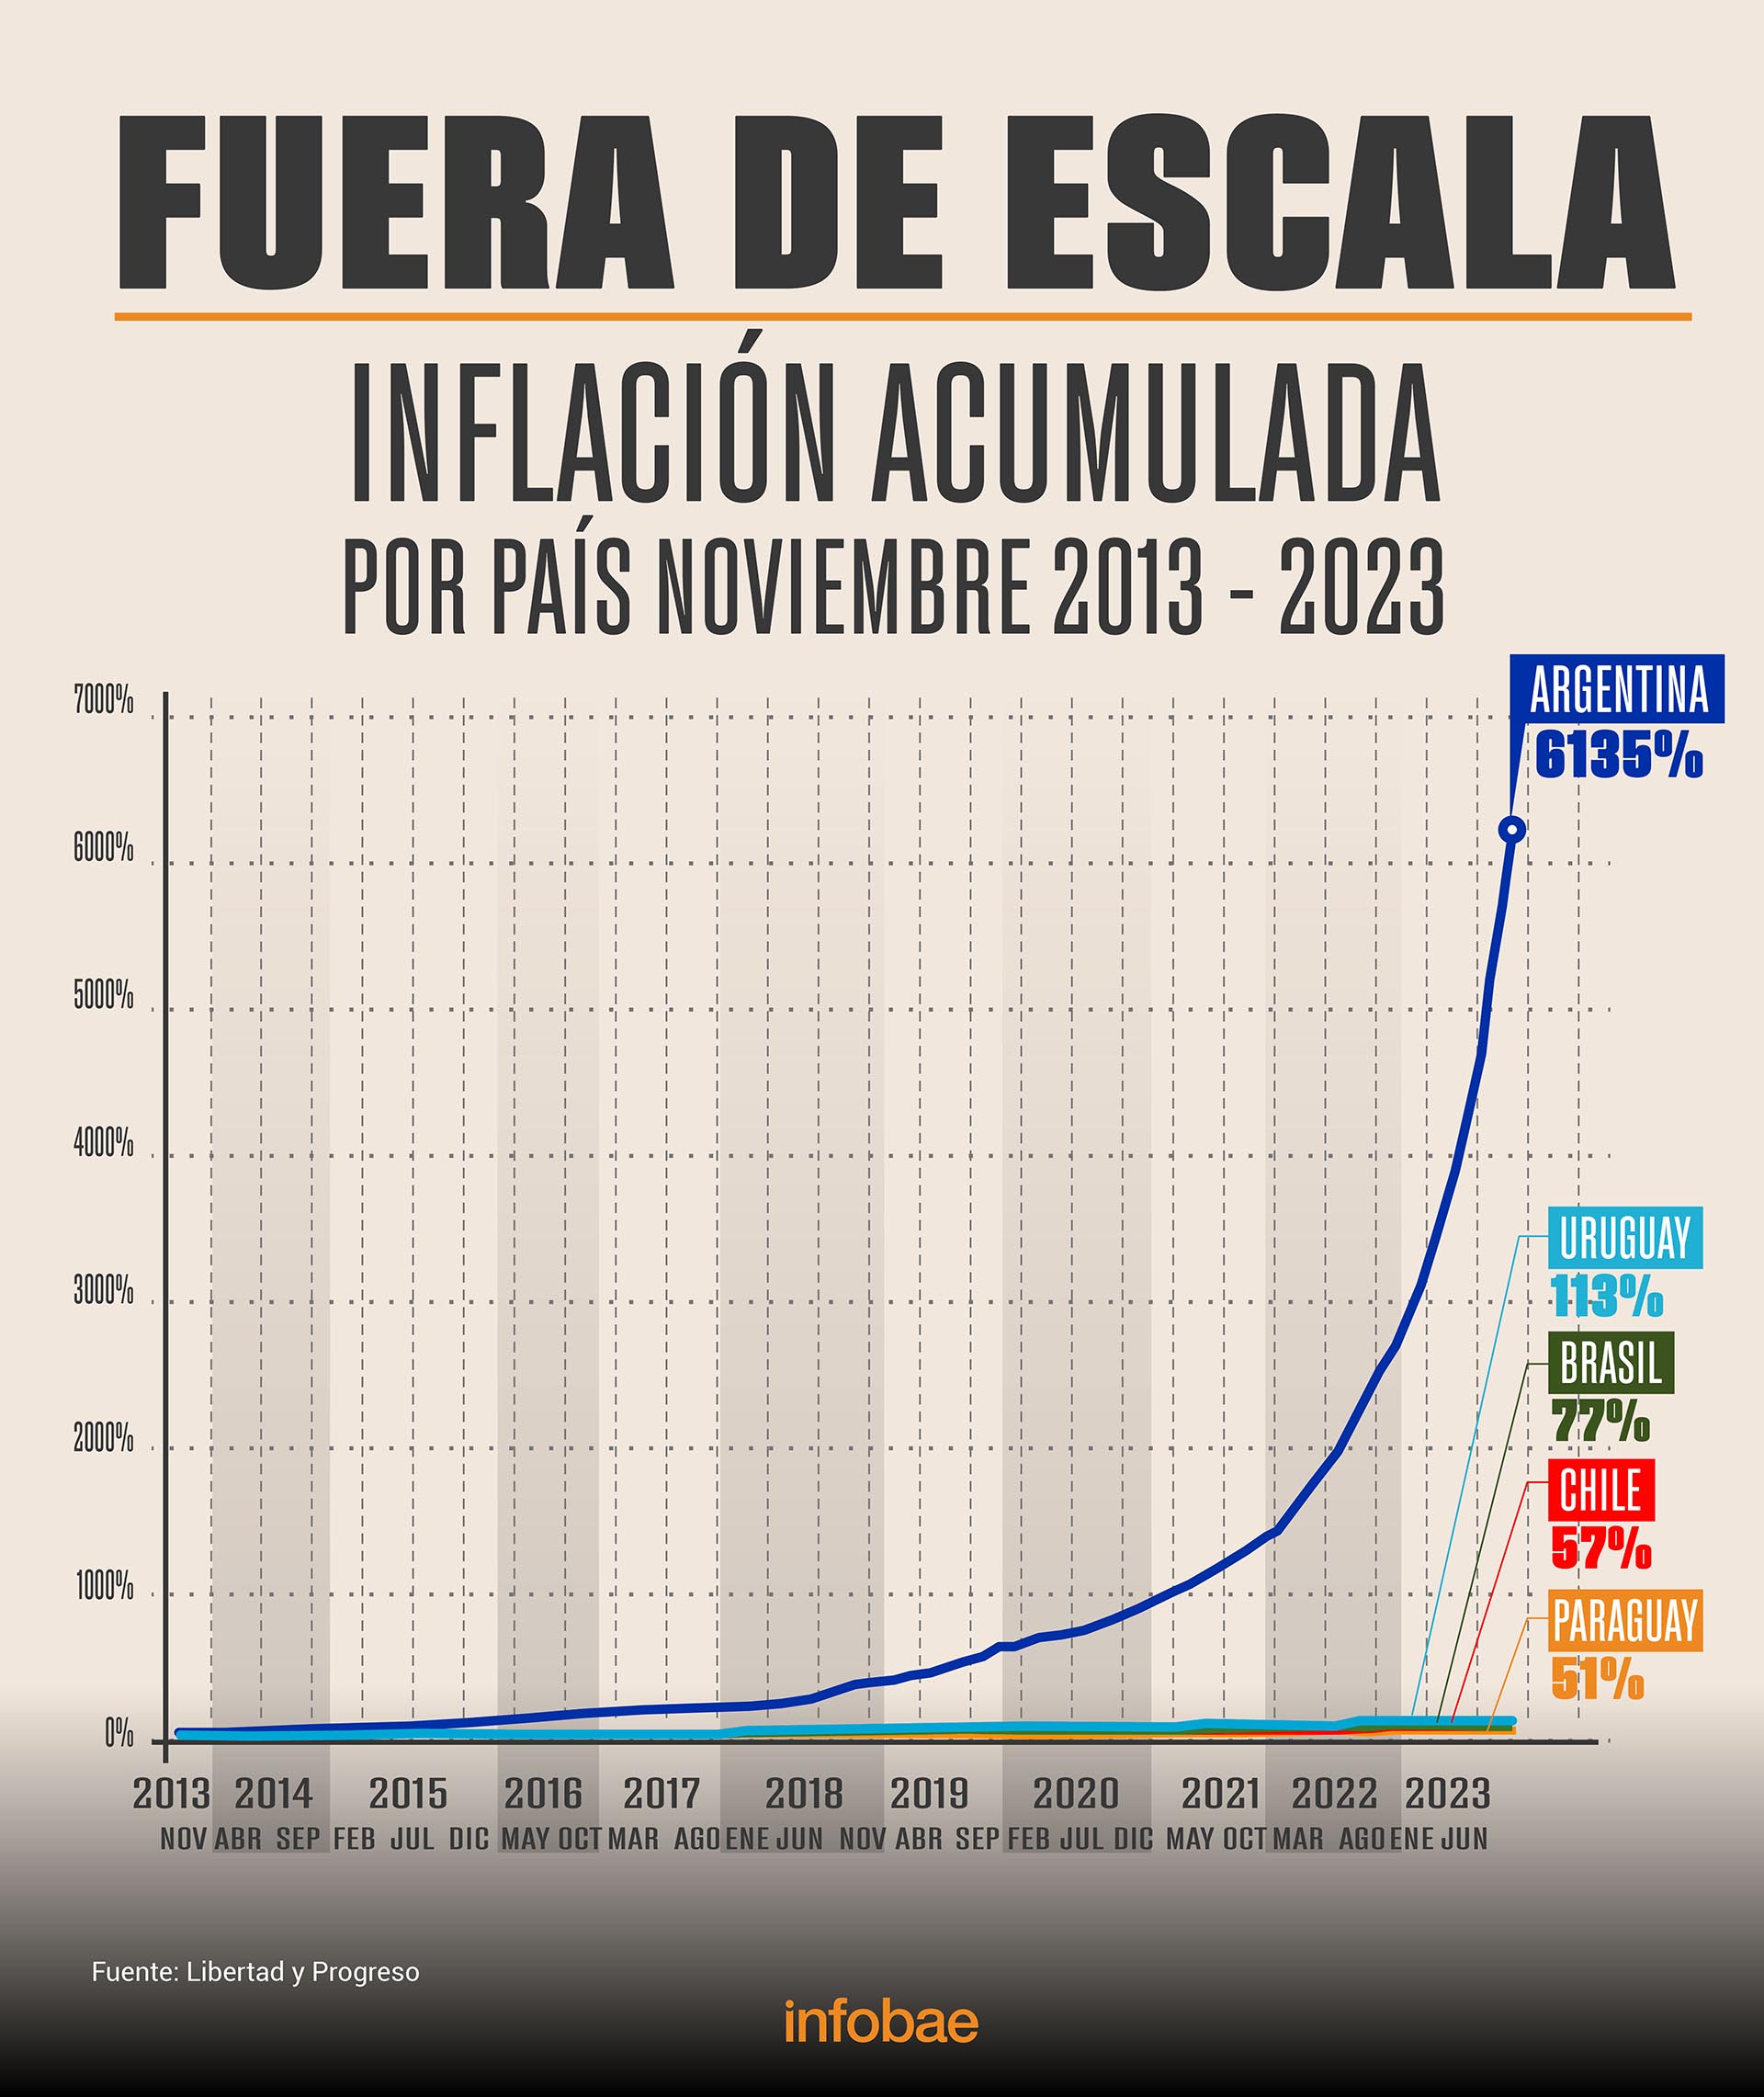 FUERA DE ESCALA
INFLACIÓN ACUMULADA
POR PAÍS NOVIEMBRE 2013 - 2023
7000%
6000%
5000%
4000%
3000%
2000%
1000%
0%
ARGENTINA
6135%
URUGUAY
113%
BRASIL
77%
CHILE
57%
PARAGUAY
51%
2013 2014 2015 2016 2017 2018 2019 2020 2021 2022 2023
NOV ABR SEP FEB JUL DIC MAY OCT MAR AGO ENE JUN NOV ABR SEP FEB JUL DIC MAY OCT MAR AGO ENE JUN
Fuente: Libertad y Progreso
infobae